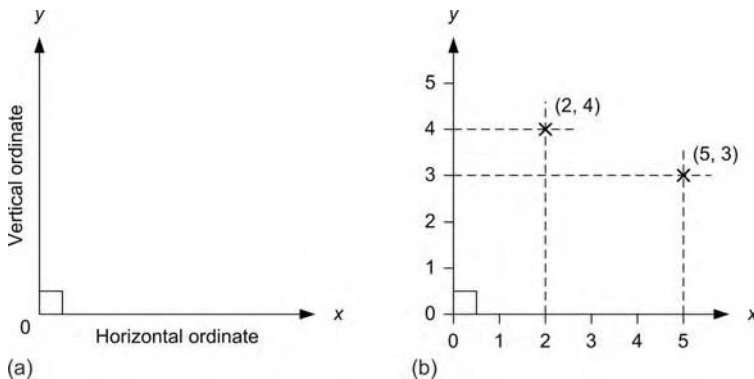 y
Vertical ordinate
0
x
Horizontal ordinate
(a)
y
5
4
3
2
1
0
(2, 4)
(5, 3)
0 1 2 3 4 5
x
(b)